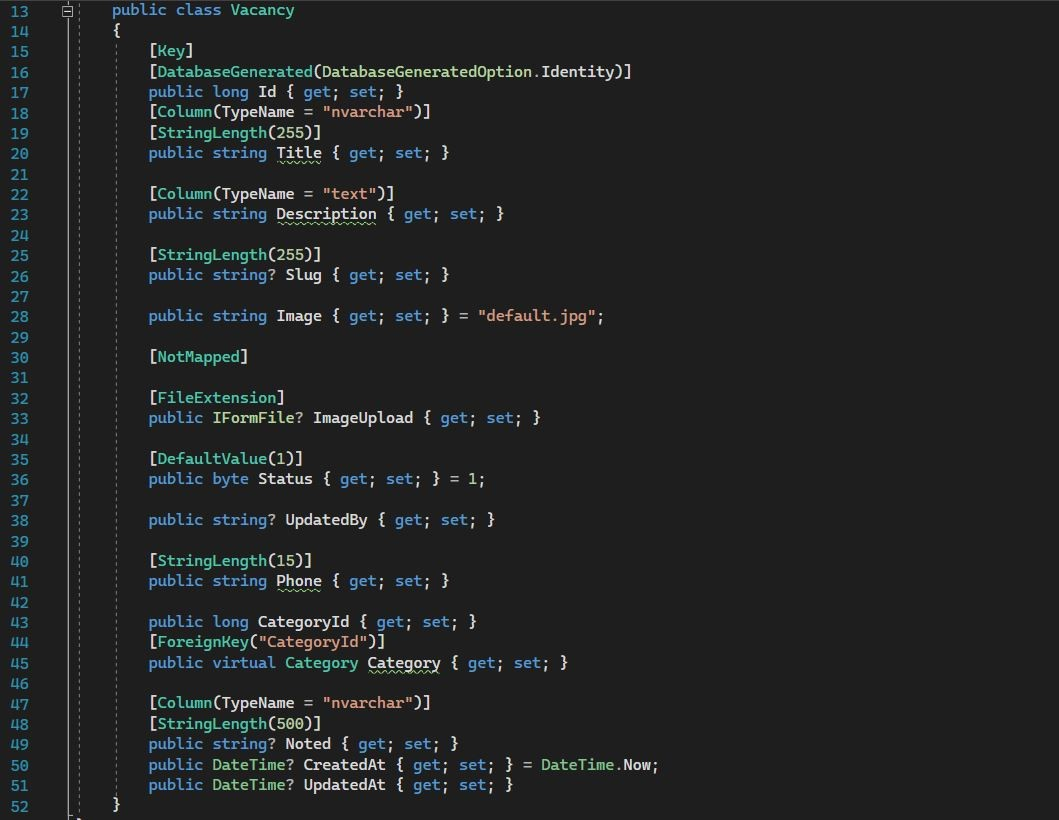 13 public class Vacancy
14 {
15 [Key]
16 [DatabaseGenerated(DatabaseGeneratedOption.Identity)]
17 public long Id { get; set; }
18 [Column(TypeName = "nvarchar")]
19 [StringLength(255)]
20 public string Title { get; set; }
21
22 [Column(TypeName = "text")]
23 public string Description { get; set; }
24
25 [StringLength(255)]
26 public string? Slug { get; set; }
27
28 public string Image { get; set; } = "default.jpg";
29
30 [NotMapped]
31
32 [FileExtension]
33 public IFormFile? ImageUpload { get; set; }
34
35 [DefaultValue(1)]
36 public byte Status { get; set; } = 1;
37
38 public string? UpdatedBy { get; set; }
39
40 [StringLength(15)]
41 public string Phone { get; set; }
42
43 public long CategoryId { get; set; }
44 [ForeignKey("CategoryId")]
45 public virtual Category Category { get; set; }
46
47 [Column(TypeName = "nvarchar")]
48 [StringLength(500)]
49 public string? Noted { get; set; }
50 public DateTime? CreatedAt { get; set; } = DateTime.Now;
51 public DateTime? UpdatedAt { get; set; }
52 }